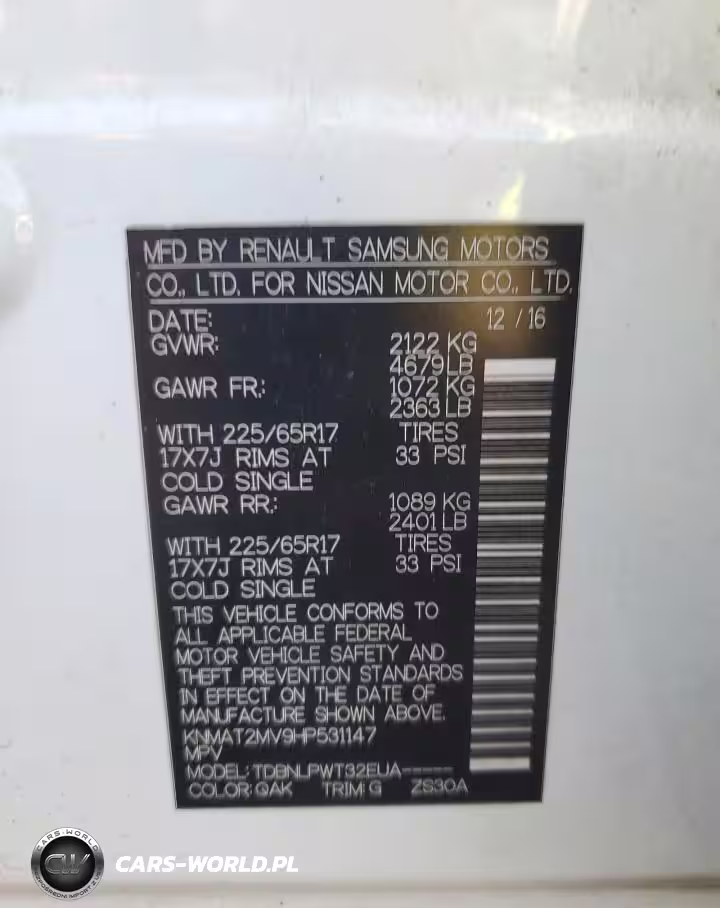 MFD BY RENAULT SAMSUNG MOTORS
CO., LTD. FOR NISSAN MOTOR CO., LTD.
DATE: 12 / 16
GVWR: 2122 KG
4679 LB
GAWR FR.: 1072 KG
2363 LB
WITH 225/65R17 TIRES
17X7J RIMS AT 33 PSI
COLD SINGLE
GAWR RR.: 1089 KG
2401 LB
WITH 225/65R17 TIRES
17X7J RIMS AT 33 PSI
COLD SINGLE
THIS VEHICLE CONFORMS TO
ALL APPLICABLE FEDERAL
MOTOR VEHICLE SAFETY AND
THEFT PREVENTION STANDARDS
IN EFFECT ON THE DATE OF
MANUFACTURE SHOWN ABOVE.
KNMAT2MV9HP531147
MPV
MODEL: TDBNLPWT32EUA-----
COLOR: QAK TRIM: G ZS30A
CARS-WORLD
CW
CARS-WORLD.PL